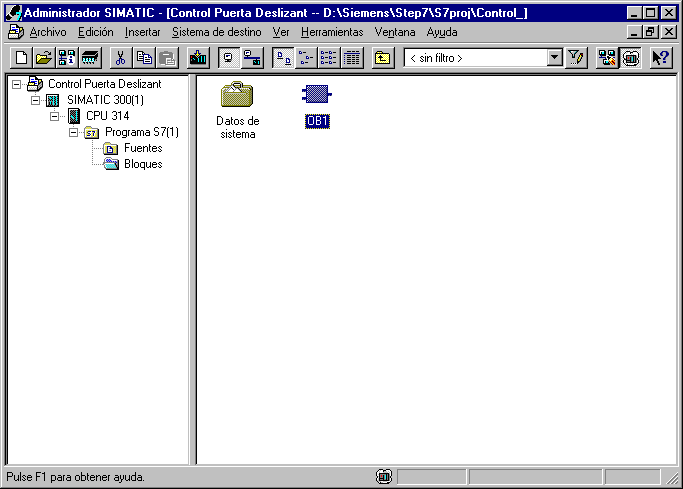 Administrador SIMATIC - [Control Puerta Deslizant -- D:\Siemens\Step7\S7proj\Control_]
Archivo Edición Insertar Sistema de destino Ver Herramientas Ventana Ayuda
< sin filtro >
Control Puerta Deslizant
SIMATIC 300(1)
CPU 314
Programa S7(1)
Fuentes
Bloques
Datos de
sistema
OB1
Pulse F1 para obtener ayuda.